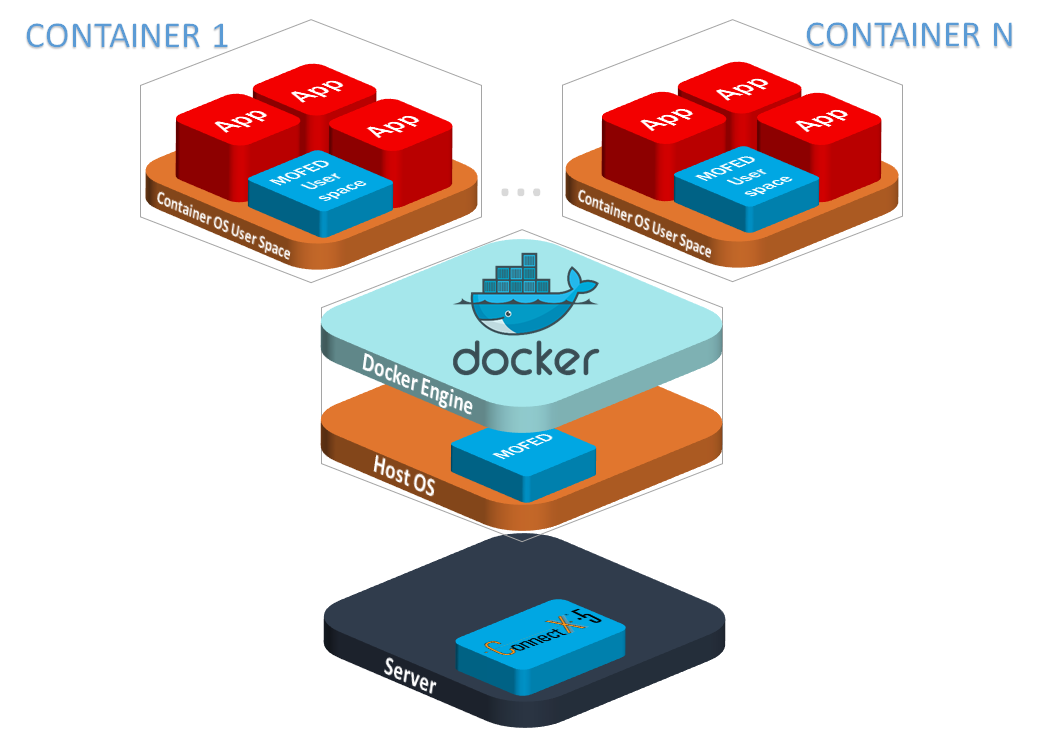 CONTAINER 1
CONTAINER N
App
App
App
MOFED
User
space
Container OS User Space
App
App
App
MOFED
User
space
Container OS User Space
...
docker
Docker Engine
MOFED
Host OS
ConnectX·5
Server